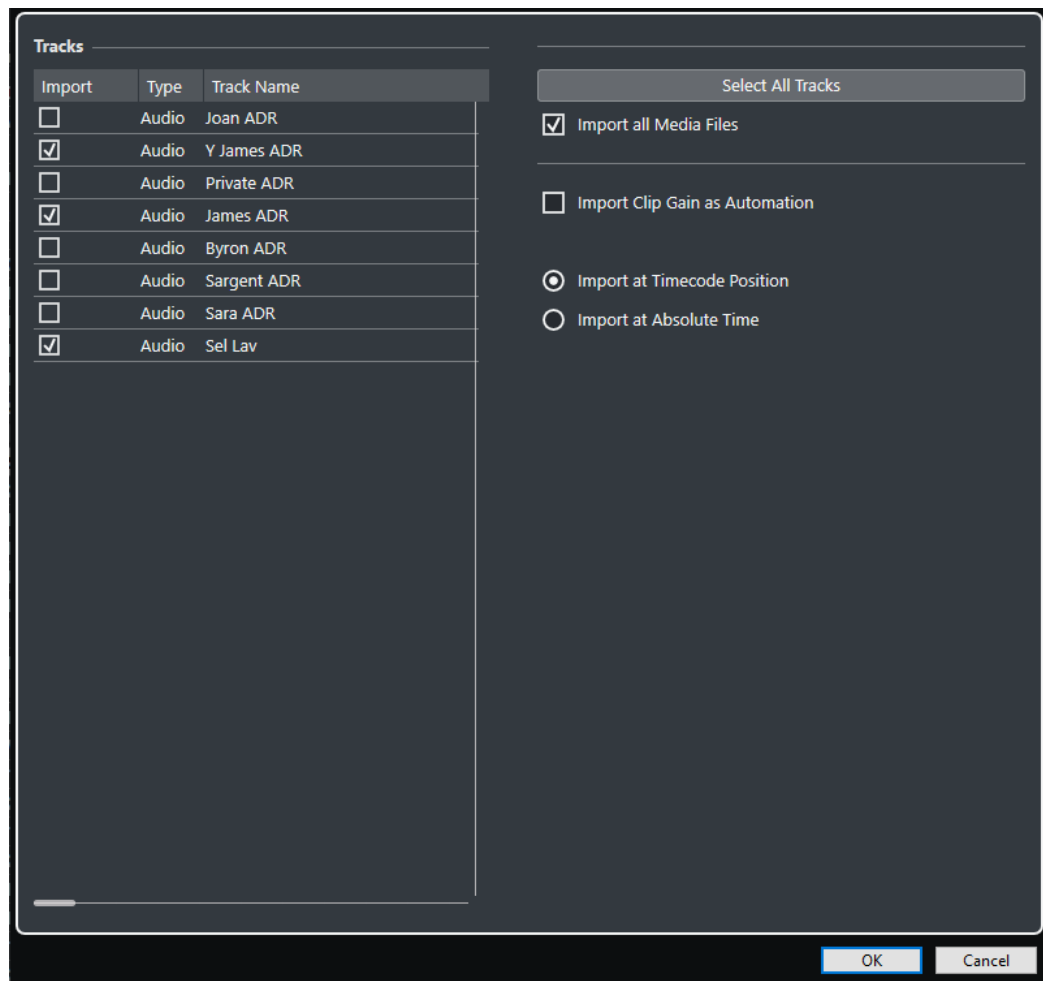 Tracks
Import Type Track Name
Audio Joan ADR
Audio Y James ADR
Audio Private ADR
Audio James ADR
Audio Byron ADR
Audio Sargent ADR
Audio Sara ADR
Audio Sel Lav
Select All Tracks
Import all Media Files
Import Clip Gain as Automation
Import at Timecode Position
Import at Absolute Time
OK Cancel